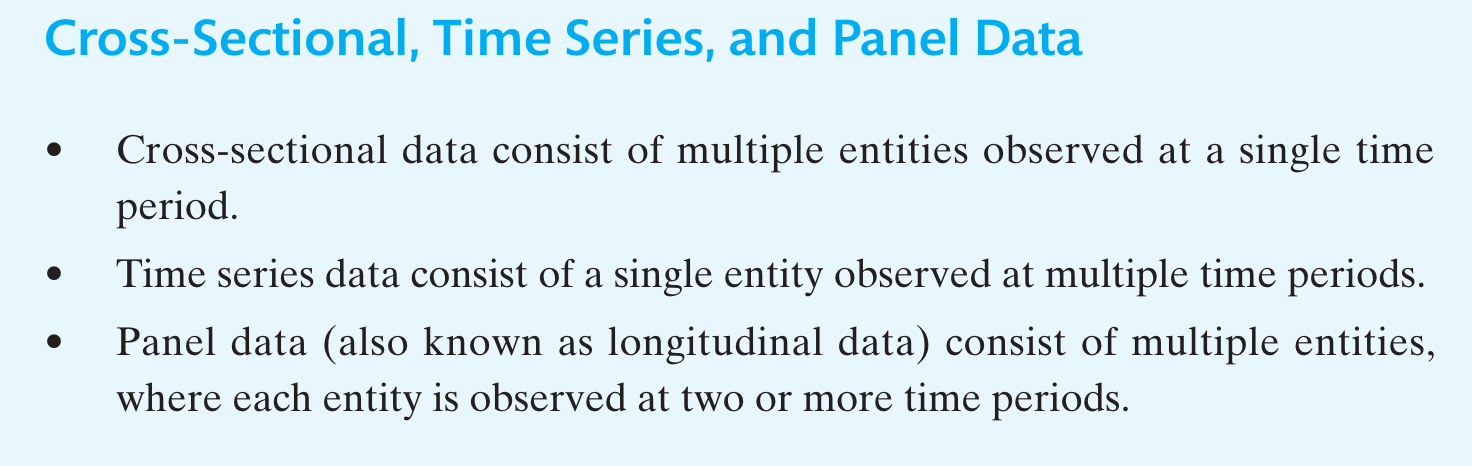 Cross-Sectional, Time Series, and Panel Data
• Cross-sectional data consist of multiple entities observed at a single time
period.
• Time series data consist of a single entity observed at multiple time periods.
• Panel data (also known as longitudinal data) consist of multiple entities,
where each entity is observed at two or more time periods.